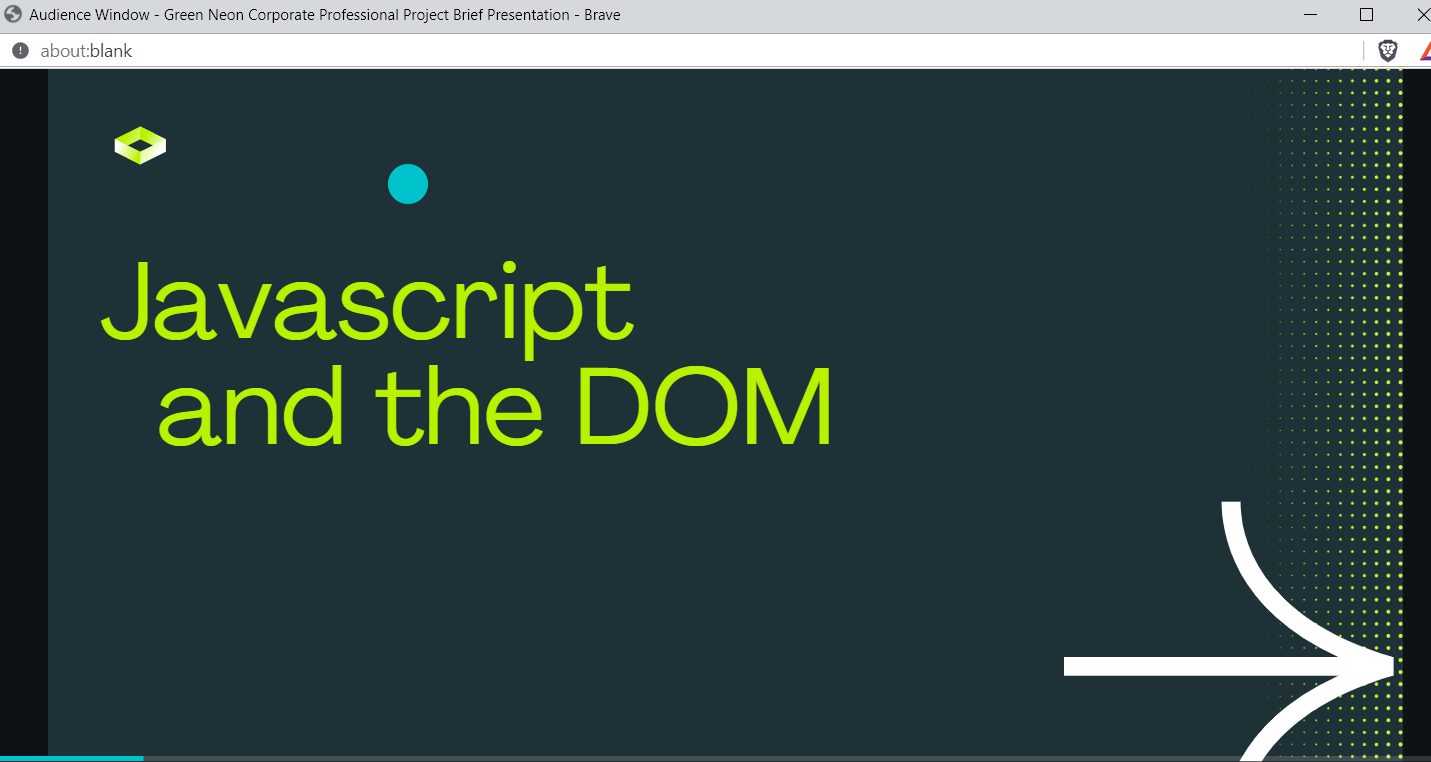 Audience Window - Green Neon Corporate Professional Project Brief Presentation - Brave
about:blank
Javascript
and the DOM